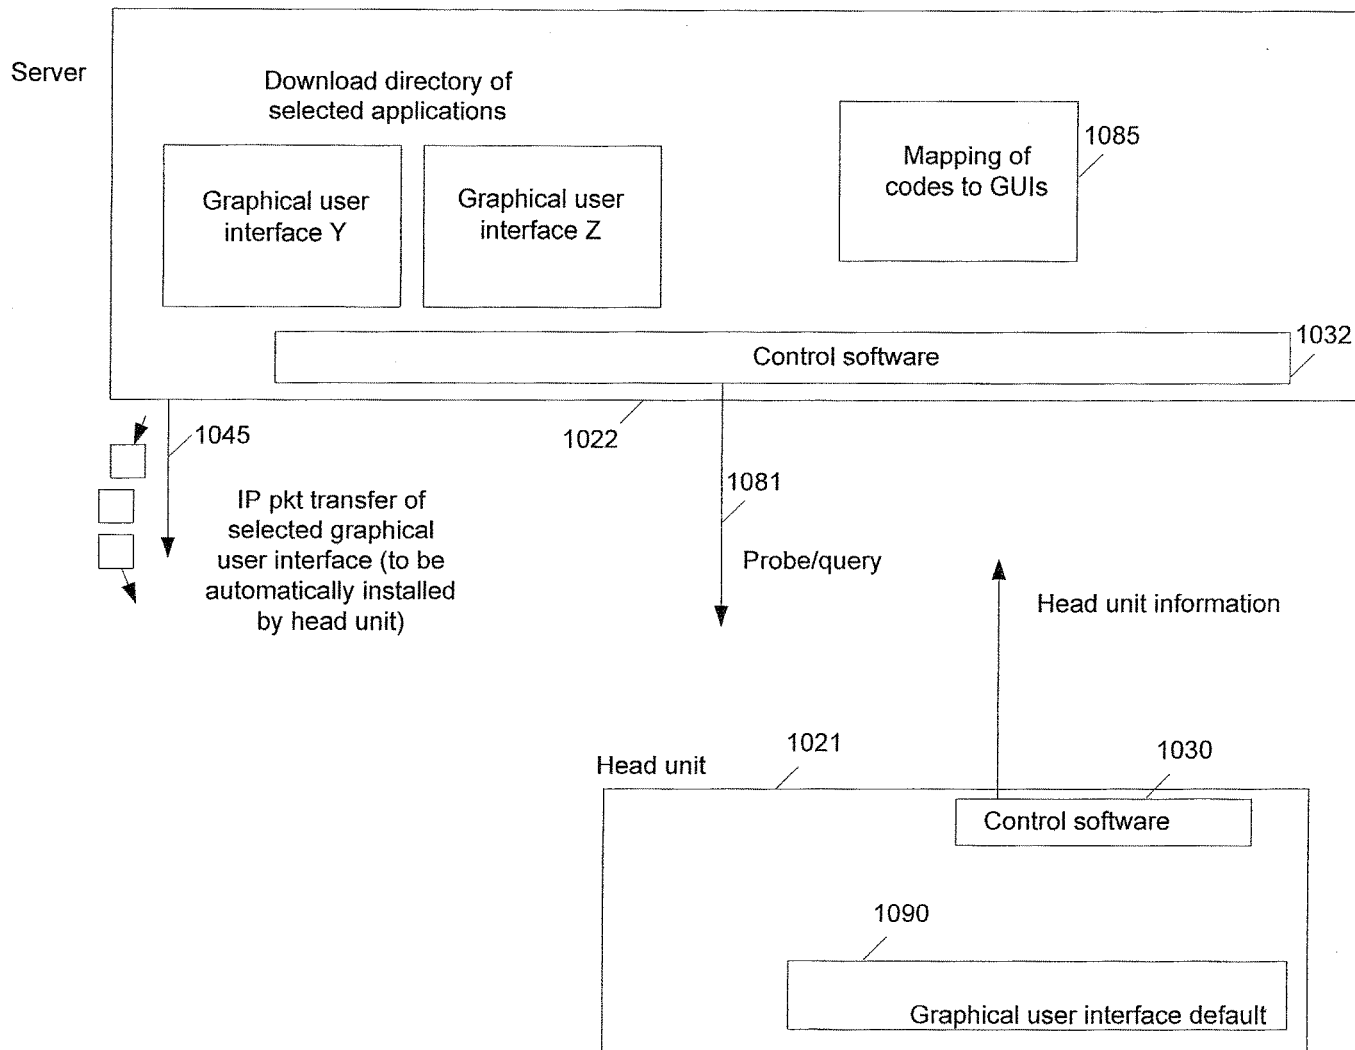 Server
Download directory of
selected applications
Graphical user
interface Y
Graphical user
interface Z
Mapping of
codes to GUIs
1085
Control software
1032
1045
1022
1081
IP pkt transfer of
selected graphical
user interface (to be
automatically installed
by head unit)
Probe/query
Head unit information
Head unit
1021
1030
Control software
1090
Graphical user interface default